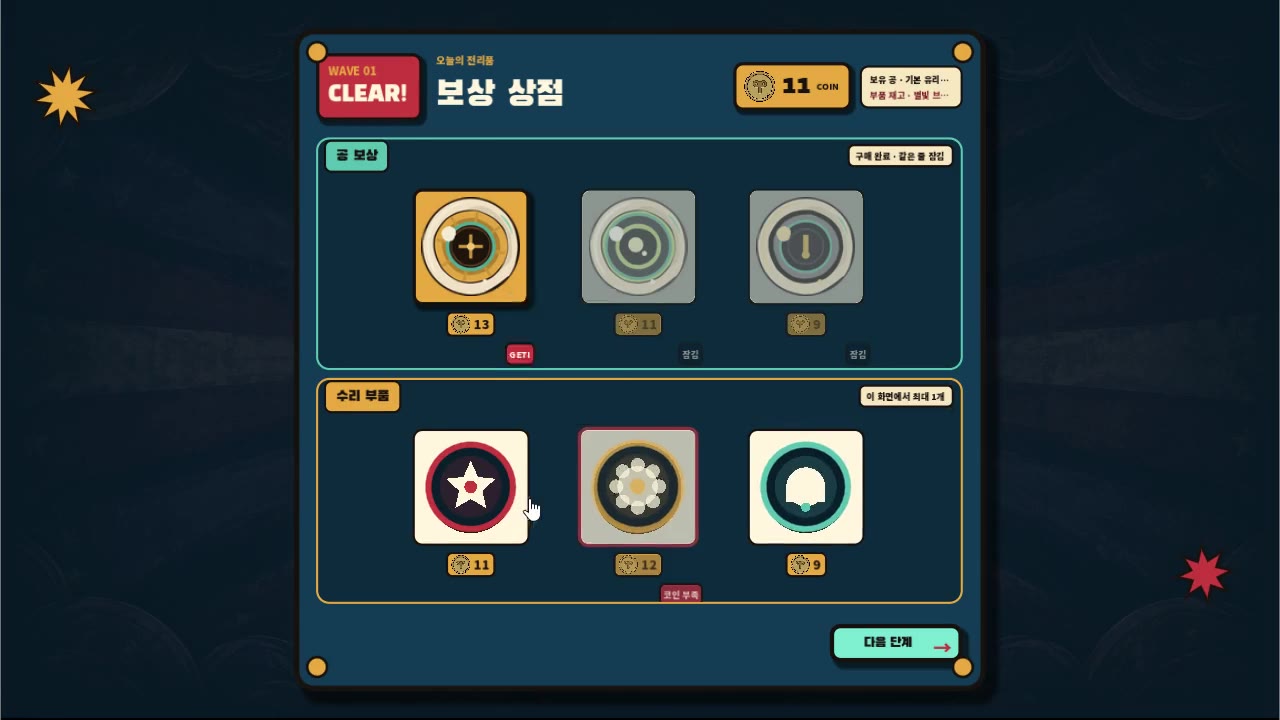 WAVE 01
CLEAR!
오늘의 전리품
보상 상점
11 COIN
보유 공 · 기본 유리…
부품 재고 · 별빛 브…
공 보상
구매 완료 · 같은 줄 잠김
13
11
9
GET!
잠김
잠김
수리 부품
이 화면에서 최대 1개
11
12
9
코인 부족
다음 단계 →